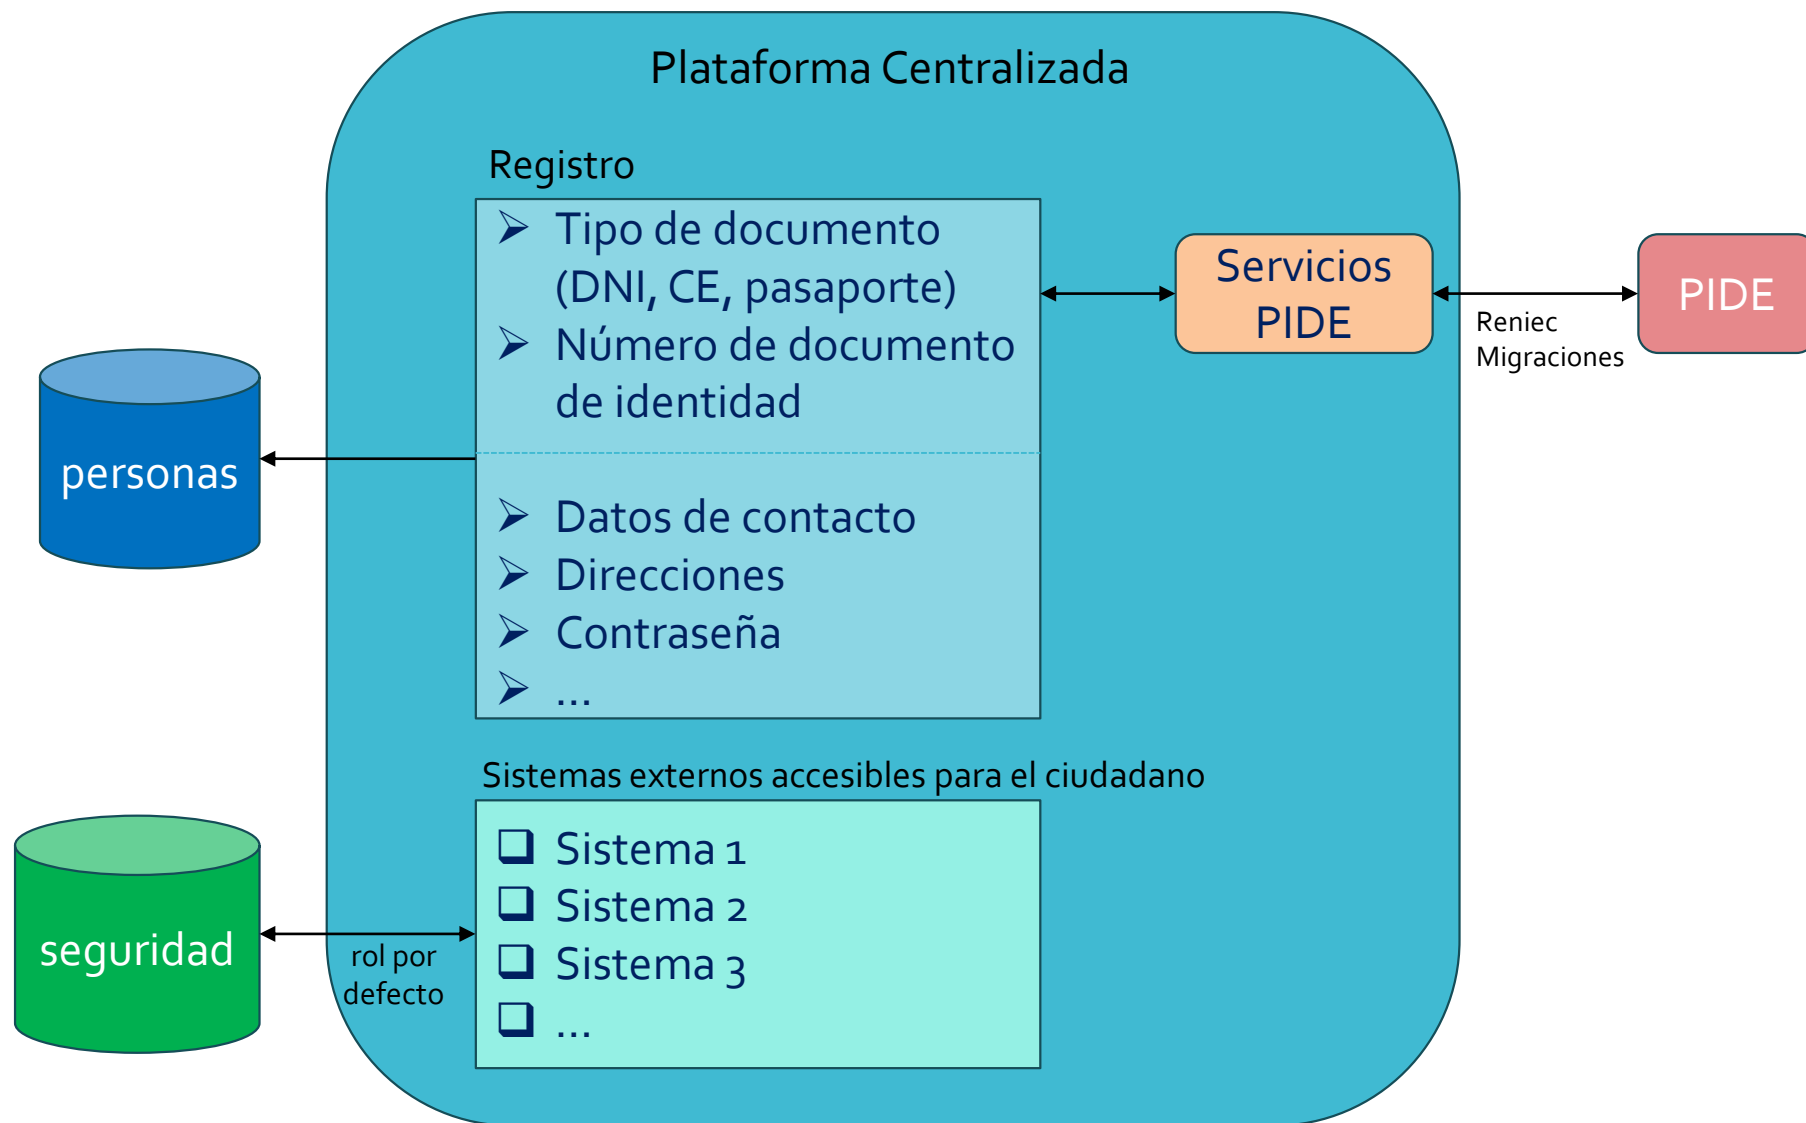 Plataforma Centralizada
Registro
Tipo de documento
(DNI, CE, pasaporte)
Número de documento
de identidad
Datos de contacto
Direcciones
Contraseña
...
Servicios
PIDE
Reniec
Migraciones
PIDE
personas
Sistemas externos accesibles para el ciudadano
Sistema 1
Sistema 2
Sistema 3
...
seguridad
rol por
defecto